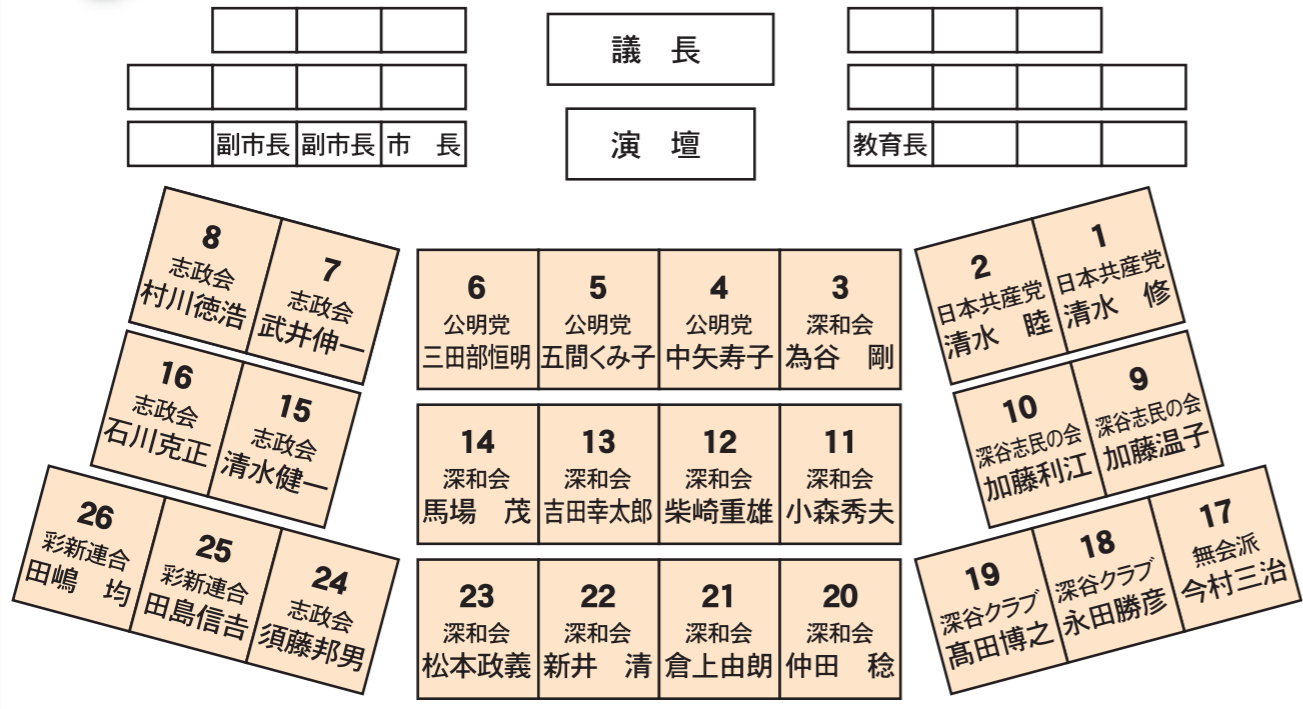 議　長
演　壇
副市長
副市長
市　長
教育長
8
志政会
村川徳浩
7
志政会
武井伸一
6
公明党
三田部恒明
5
公明党
五間くみ子
4
公明党
中矢寿子
3
深和会
為谷　剛
2
日本共産党
清水　睦
1
日本共産党
清水　修
16
志政会
石川克正
15
志政会
清水健一
14
深和会
馬場　茂
13
深和会
吉田幸太郎
12
深和会
柴崎重雄
11
深和会
小森秀夫
10
深谷志民の会
加藤利江
9
深谷志民の会
加藤温子
26
彩新連合
田嶋　均
25
彩新連合
田島信吉
24
志政会
須藤邦男
23
深和会
松本政義
22
深和会
新井　清
21
深和会
倉上由朗
20
深和会
仲田　稔
19
深谷クラブ
髙田博之
18
深谷クラブ
永田勝彦
17
無会派
今村三治